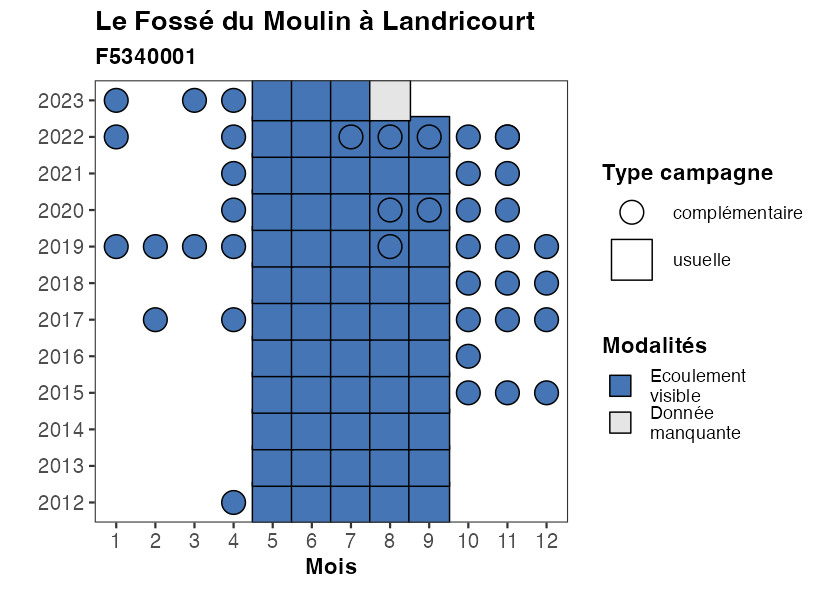 Le Fossé du Moulin à Landricourt
F5340001
2023
2022
2021
2020
2019
2018
2017
2016
2015
2014
2013
2012
1 2 3 4 5 6 7 8 9 10 11 12
Mois
Type campagne
complémentaire
usuelle
Modalités
Ecoulement
visible
Donnée
manquante